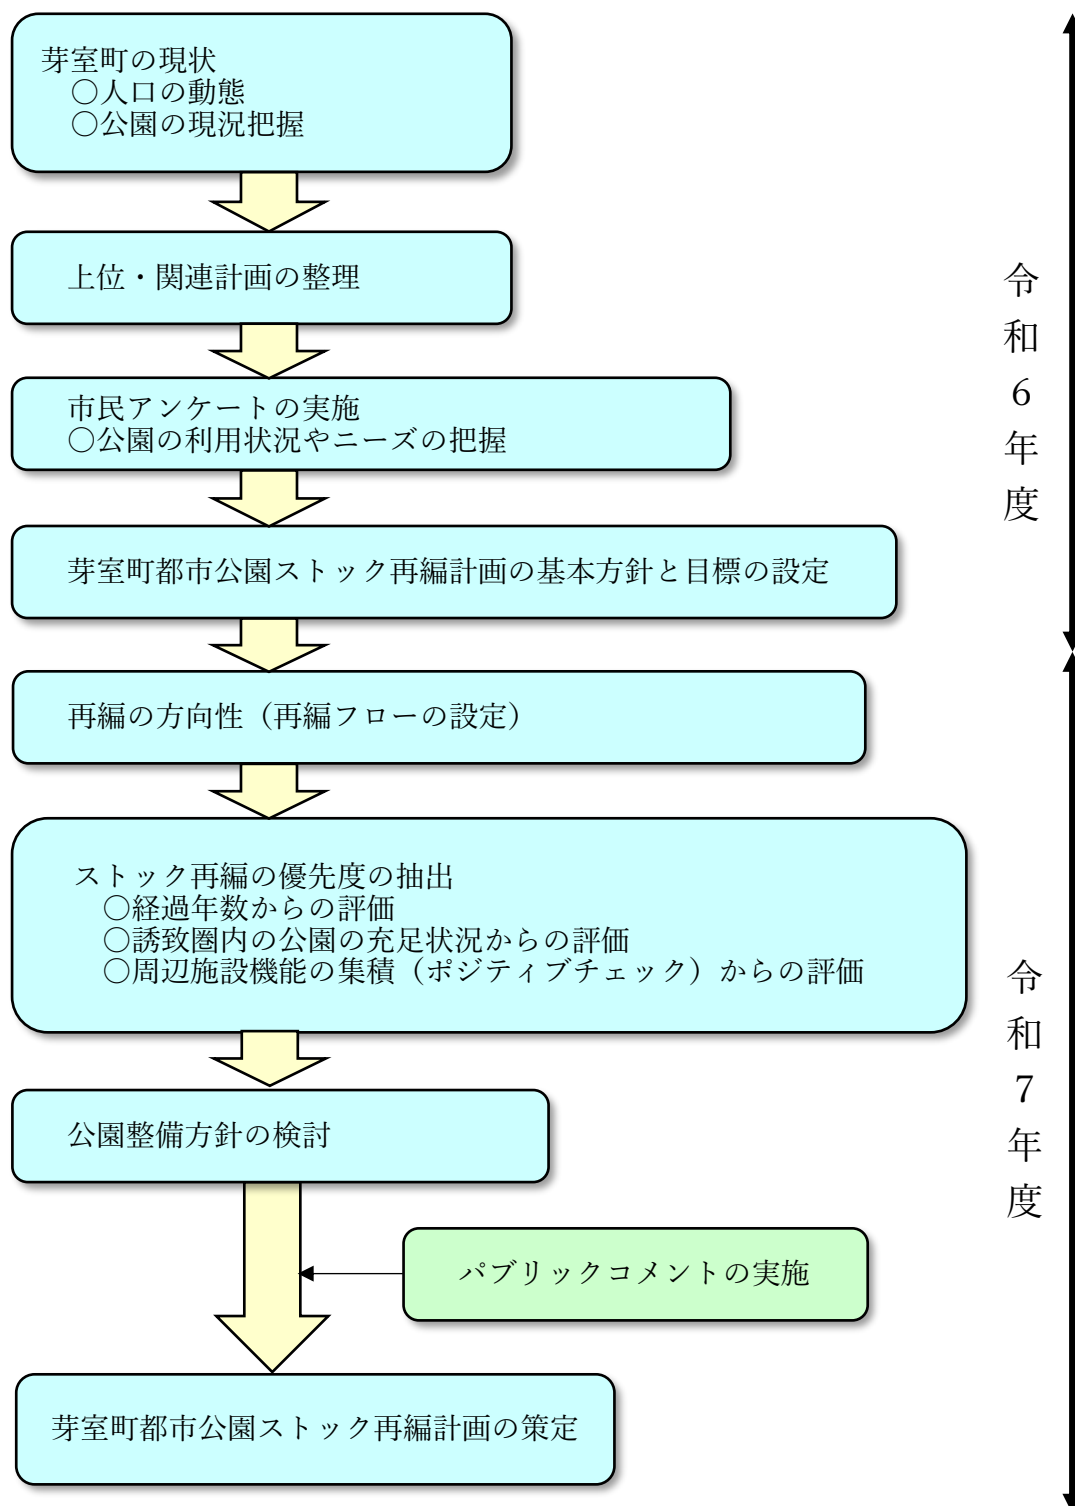 芽室町の現状
○人口の動態
○公園の現況把握
上位・関連計画の整理
市民アンケートの実施
○公園の利用状況やニーズの把握
芽室町都市公園ストック再編計画の基本方針と目標の設定
令和6年度
再編の方向性（再編フローの設定）
ストック再編の優先度の抽出
○経過年数からの評価
○誘致圏内の公園の充足状況からの評価
○周辺施設機能の集積（ポジティブチェック）からの評価
公園整備方針の検討
パブリックコメントの実施
芽室町都市公園ストック再編計画の策定
令和7年度